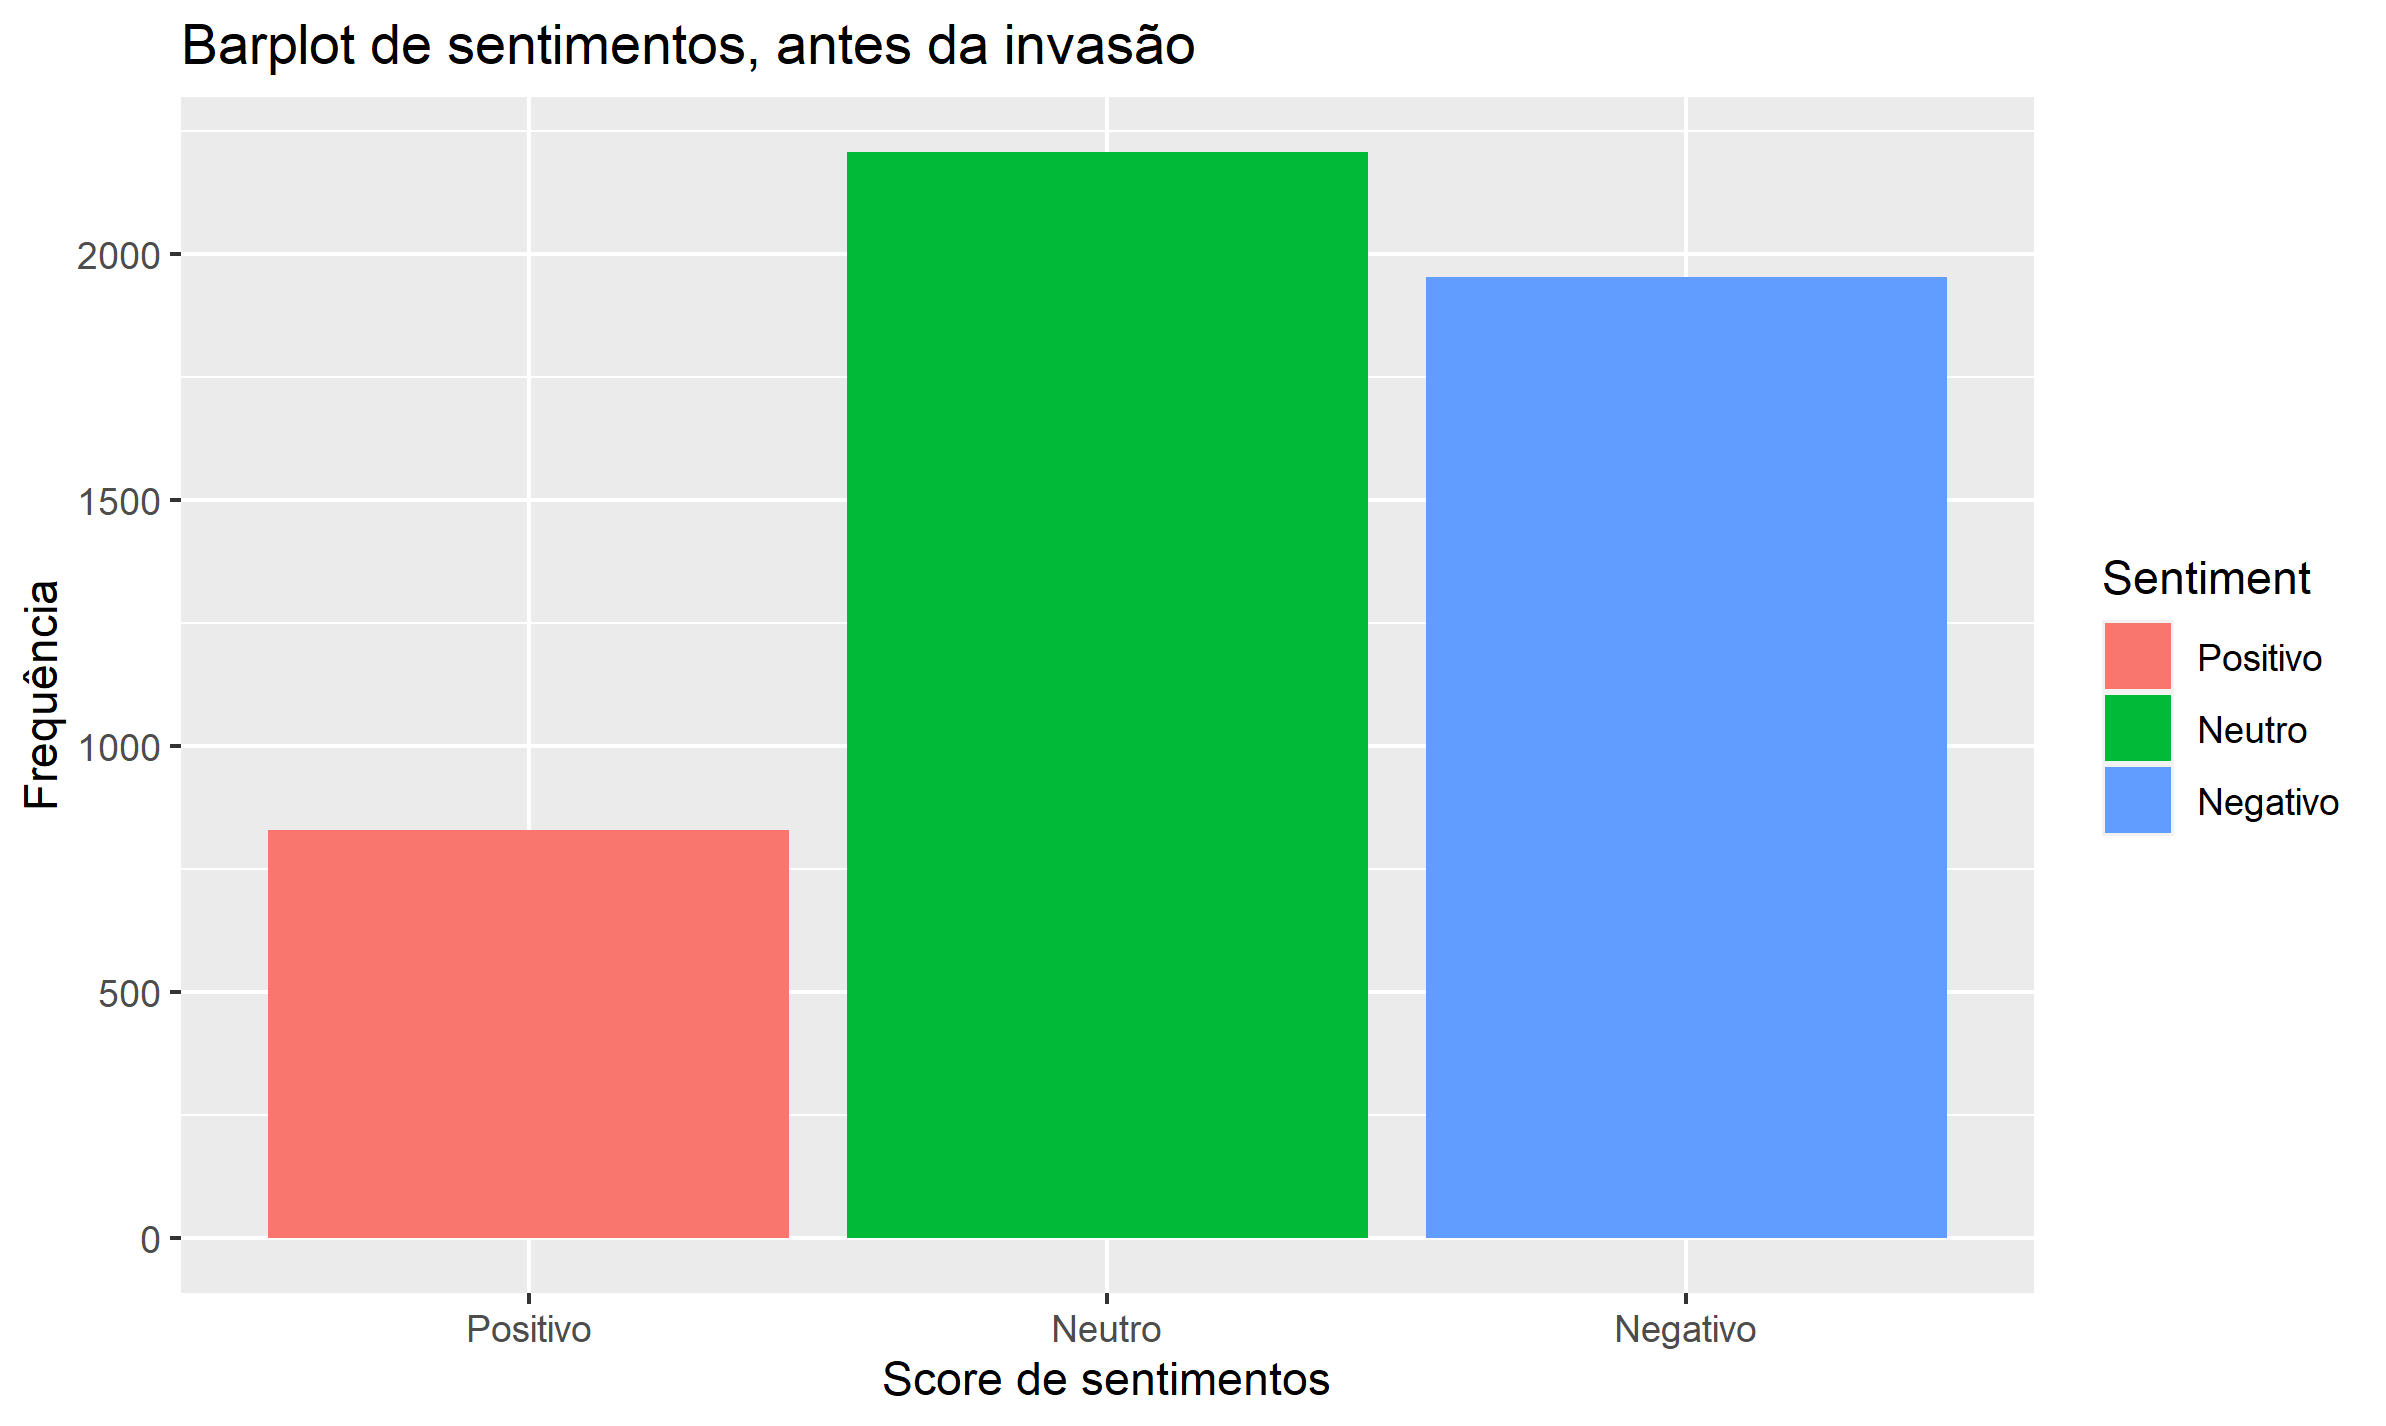 Barplot de sentimentos, antes da invasão
Frequência
2000
1500
1000
500
0
Positivo
Neutro
Negativo
Score de sentimentos
Sentiment
Positivo
Neutro
Negativo